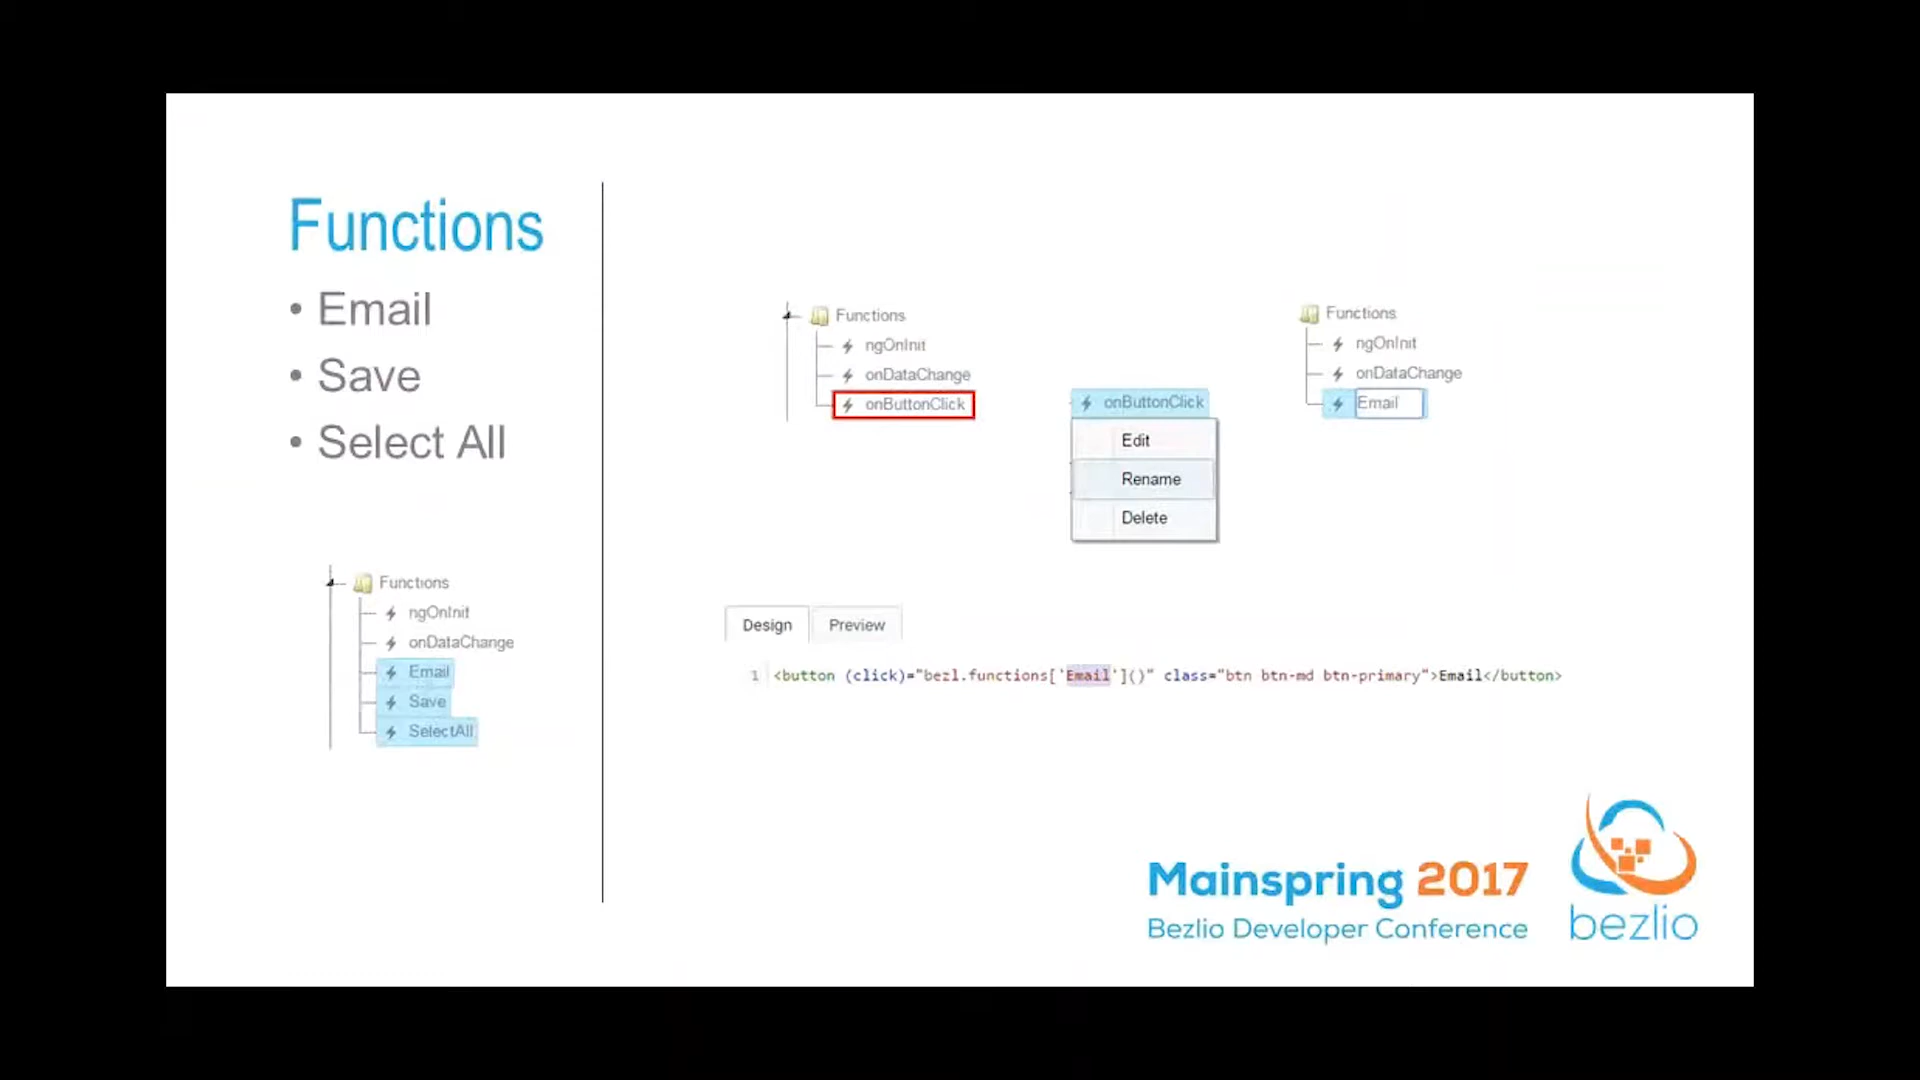 Functions
• Email
• Save
• Select All
Functions
ngOnInit
onDataChange
Email
Save
SelectAll
Functions
ngOnInit
onDataChange
onButtonClick
onButtonClick
Edit
Rename
Delete
Functions
ngOnInit
onDataChange
Email
Design Preview
1 <button (click)="bezl.functions['Email']()" class="btn btn-md btn-primary">Email</button>
Mainspring 2017
Bezlio Developer Conference
bezlio